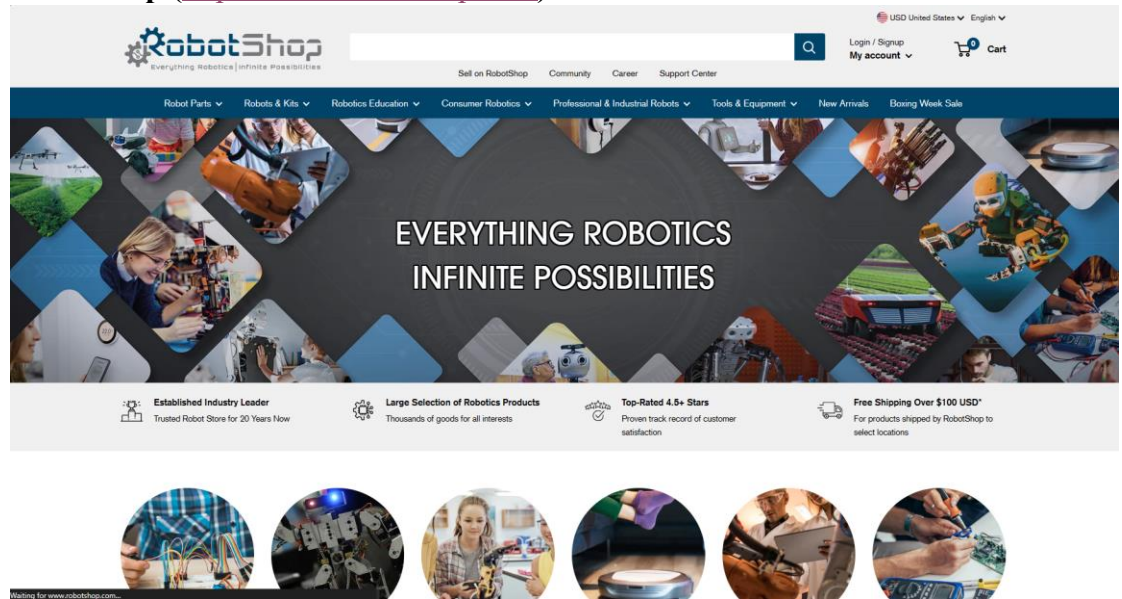 USD United States English
RobotShop
Everything Robotics | Infinite Possibilities
Login / Signup
My account
0
Cart
Sell on RobotShop Community Career Support Center
Robot Parts Robots & Kits Robotics Education Consumer Robotics Professional & Industrial Robots Tools & Equipment New Arrivals Boxing Week Sale
EVERYTHING ROBOTICS
INFINITE POSSIBILITIES
Established Industry Leader
Trusted Robot Store for 20 Years Now
Large Selection of Robotics Products
Thousands of goods for all interests
Top-Rated 4.5+ Stars
Proven track record of customer
satisfaction
Free Shipping Over $100 USD*
For products shipped by RobotShop to
select locations
Waiting for www.robotshop.com...